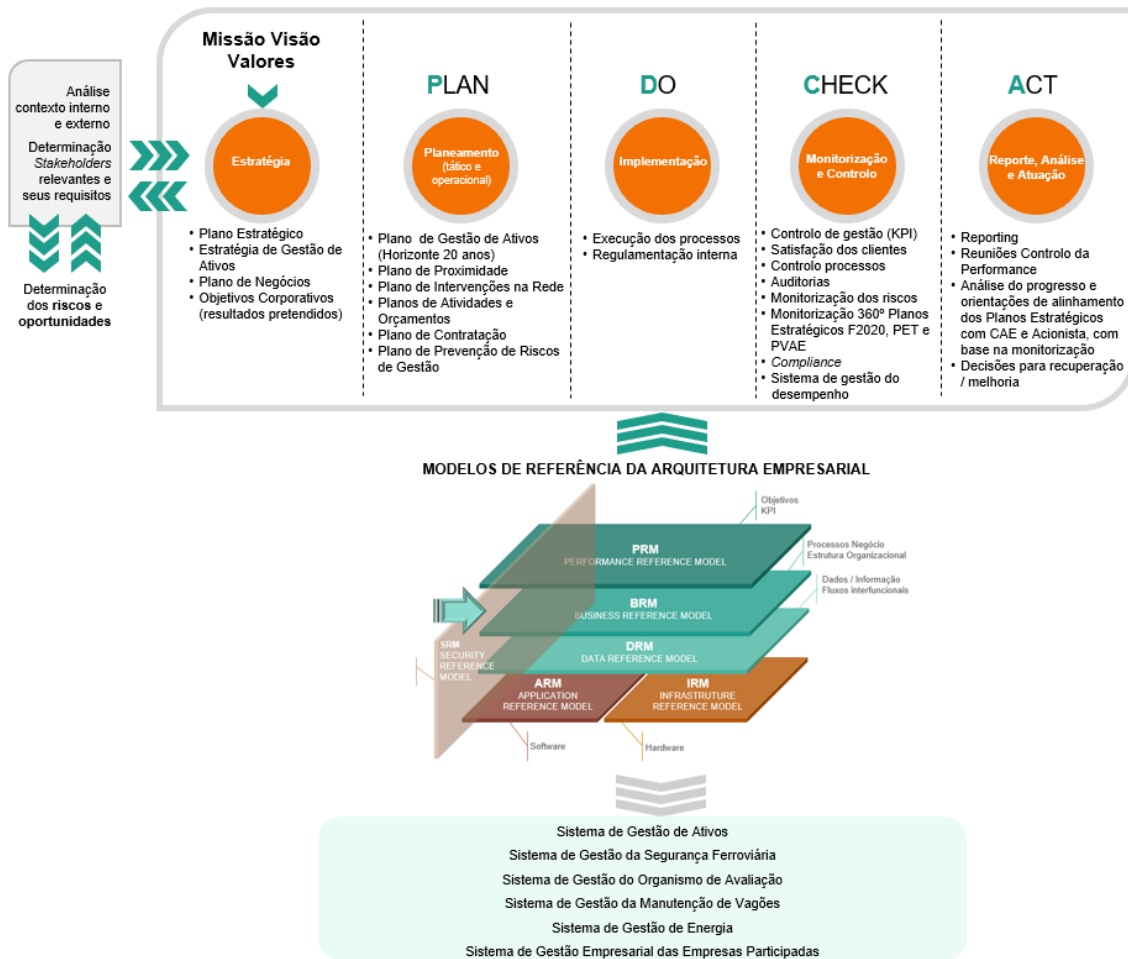 Missão Visão
Valores
Análise
contexto interno
e externo
Determinação
Stakeholders
relevantes e
seus requisitos
Determinação
dos riscos e
oportunidades
Estratégia
• Plano Estratégico
• Estratégia de Gestão de
Ativos
• Plano de Negócios
• Objetivos Corporativos
(resultados pretendidos)
PLAN
Planeamento
(tático e
operacional)
• Plano de Gestão de Ativos
(Horizonte 20 anos)
• Plano de Proximidade
• Plano de Intervenções na Rede
• Planos de Atividades e
Orçamentos
• Plano de Contratação
• Plano de Prevenção de Riscos
de Gestão
DO
Implementação
• Execução dos processos
• Regulamentação interna
CHECK
Monitorização
e Controlo
• Controlo de gestão (KPI)
• Satisfação dos clientes
• Controlo processos
• Auditorias
• Monitorização dos riscos
• Monitorização 360º Planos
Estratégicos F2020, PET e
PVAE
• Compliance
• Sistema de gestão do
desempenho
ACT
Reporte, Análise
e Atuação
• Reporting
• Reuniões Controlo da
Performance
• Análise do progresso e
orientações de alinhamento
dos Planos Estratégicos
com CAE e Acionista, com
base na monitorização
• Decisões para recuperação
/ melhoria
MODELOS DE REFERÊNCIA DA ARQUITETURA EMPRESARIAL
Objetivos
KPI
PRM
PERFORMANCE REFERENCE MODEL
Processos Negócio
Estrutura Organizacional
BRM
BUSINESS REFERENCE MODEL
Dados / Informação
Fluxos interfuncionais
DRM
DATA REFERENCE MODEL
SRM
SECURITY
REFERENCE
MODEL
ARM
APPLICATION
REFERENCE MODEL
IRM
INFRASTRUTURE
REFERENCE MODEL
Software
Hardware
Sistema de Gestão de Ativos
Sistema de Gestão da Segurança Ferroviária
Sistema de Gestão do Organismo de Avaliação
Sistema de Gestão da Manutenção de Vagões
Sistema de Gestão de Energia
Sistema de Gestão Empresarial das Empresas Participadas